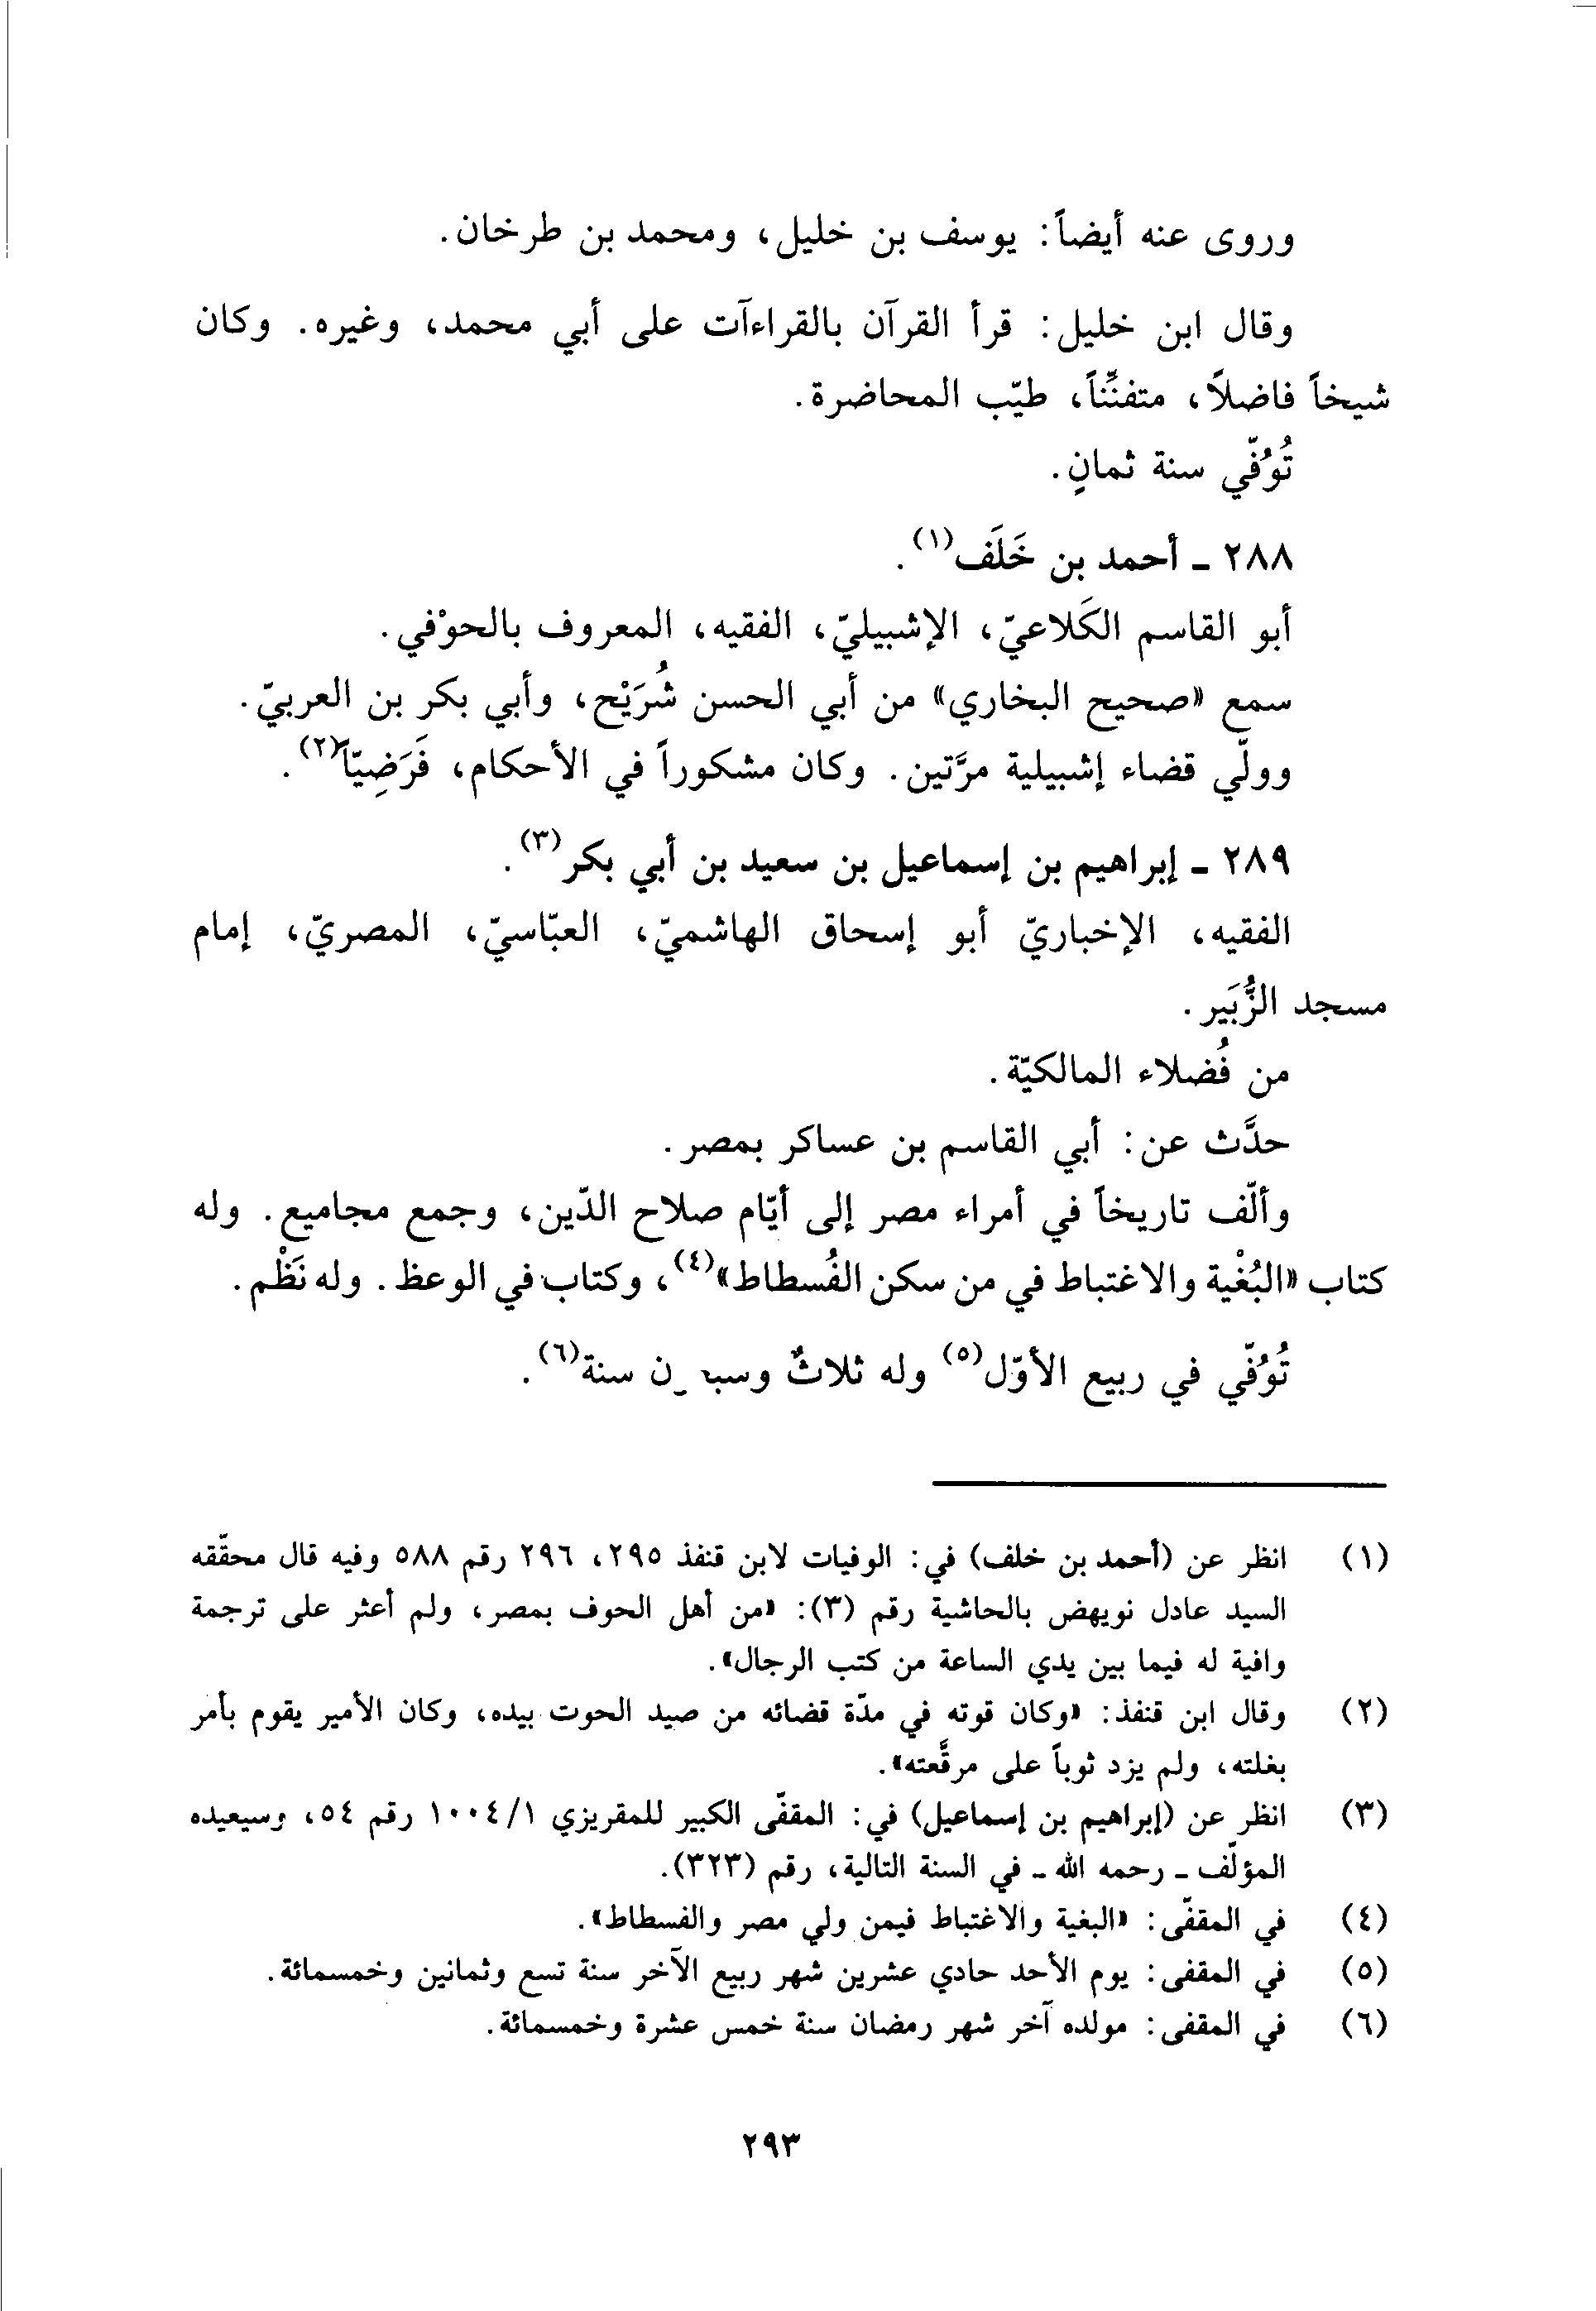 وروى عنه أيضاً: يوسف بن خليل، ومحمد بن طرخان.
وقال ابن خليل: قرأ القرآن بالقراءآت على أبي محمد، وغيره. وكان
شيخاً فاضلاً، متفنِّناً، طيّب المحاضرة.
تُوُفّي سنة ثمانٍ.
٢٨٨ - أحمد بن خَلَف(١).
أبو القاسم الكَلاعيّ، الإشبيليّ، الفقيه، المعروف بالحوْفي.
سمع «صحيح البخاري» من أبي الحسن شُرَيْح، وأبي بكر بن العربيّ.
وولّي قضاء إشبيلية مرَّتين. وكان مشكوراً في الأحكام، فَرَضِيّاً(٢).
٢٨٩ - إبراهيم بن إسماعيل بن سعيد بن أبي بكر(٣).
الفقيه، الإخباريّ أبو إسحاق الهاشميّ، العبّاسيّ، المصريّ، إمام
مسجد الزُّبَير.
من فُضلاء المالكيّة.
حدَّث عن: أبي القاسم بن عساكر بمصر.
وألّف تاريخاً في أمراء مصر إلى أيّام صلاح الدّين، وجمع مجاميع. وله
كتاب «البُغْية والاغتباط في من سكن الفُسطاط»(٤)، وكتاب في الوعظ. وله نَظْم.
تُوُفّي في ربيع الأوّل(٥) وله ثلاثٌ سنة(٦).
(١) انظر عن (أحمد بن خلف) في: الوفيات لابن قنفذ ٢٩٥، ٢٩٦ رقم ٥٨٨ وفيه قال محقّقه
السيد عادل نويهض بالحاشية رقم (٣): «من أهل الحوف بمصر، ولم أعثر على ترجمة
وافية له فيما بين يدي الساعة من كتب الرجال».
(٢) وقال ابن قنفذ: «وكان قوته في مدّة قضائه من صيد الحوت بيده، وكان الأمير يقوم بأمر
بغلته، ولم يزد ثوباً على مرقَّعته».
(٣) انظر عن (إبراهيم بن إسماعيل) في: المقفّى الكبير للمقريزي ١/ ١٠٠٤ رقم ٥٤، وسيعيده
المؤلّف - رحمه الله - في السنة التالية، رقم (٣٢٣).
(٤) في المقفّى: «البغية والاغتباط فيمن ولي مصر والفسطاط».
(٥) في المقفى: يوم الأحد حادي عشرين شهر ربيع الآخر سنة تسع وثمانين وخمسمائة.
(٦) في المقفى: مولده آخر شهر رمضان سنة خمس عشرة وخمسمائة.
٢٩٣